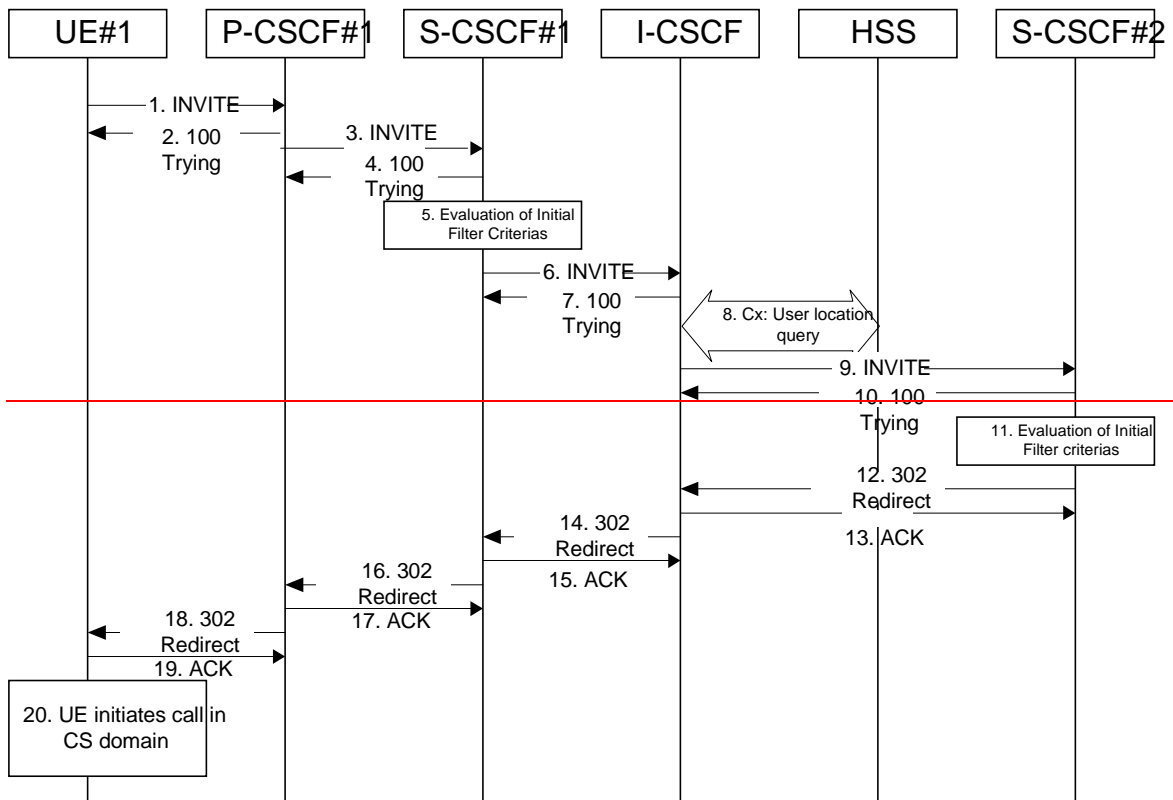 UE#1
P-CSCF#1
S-CSCF#1
I-CSCF
HSS
S-CSCF#2
1. INVITE
2. 100
Trying
3. INVITE
4. 100
Trying
5. Evaluation of Initial
Filter Criterias
6. INVITE
7. 100
Trying
8. Cx: User location
query
9. INVITE
10. 100
Trying
11. Evaluation of Initial
Filter criterias
12. 302
Redirect
13. ACK
14. 302
Redirect
15. ACK
16. 302
Redirect
17. ACK
18. 302
Redirect
19. ACK
20. UE initiates call in
CS domain